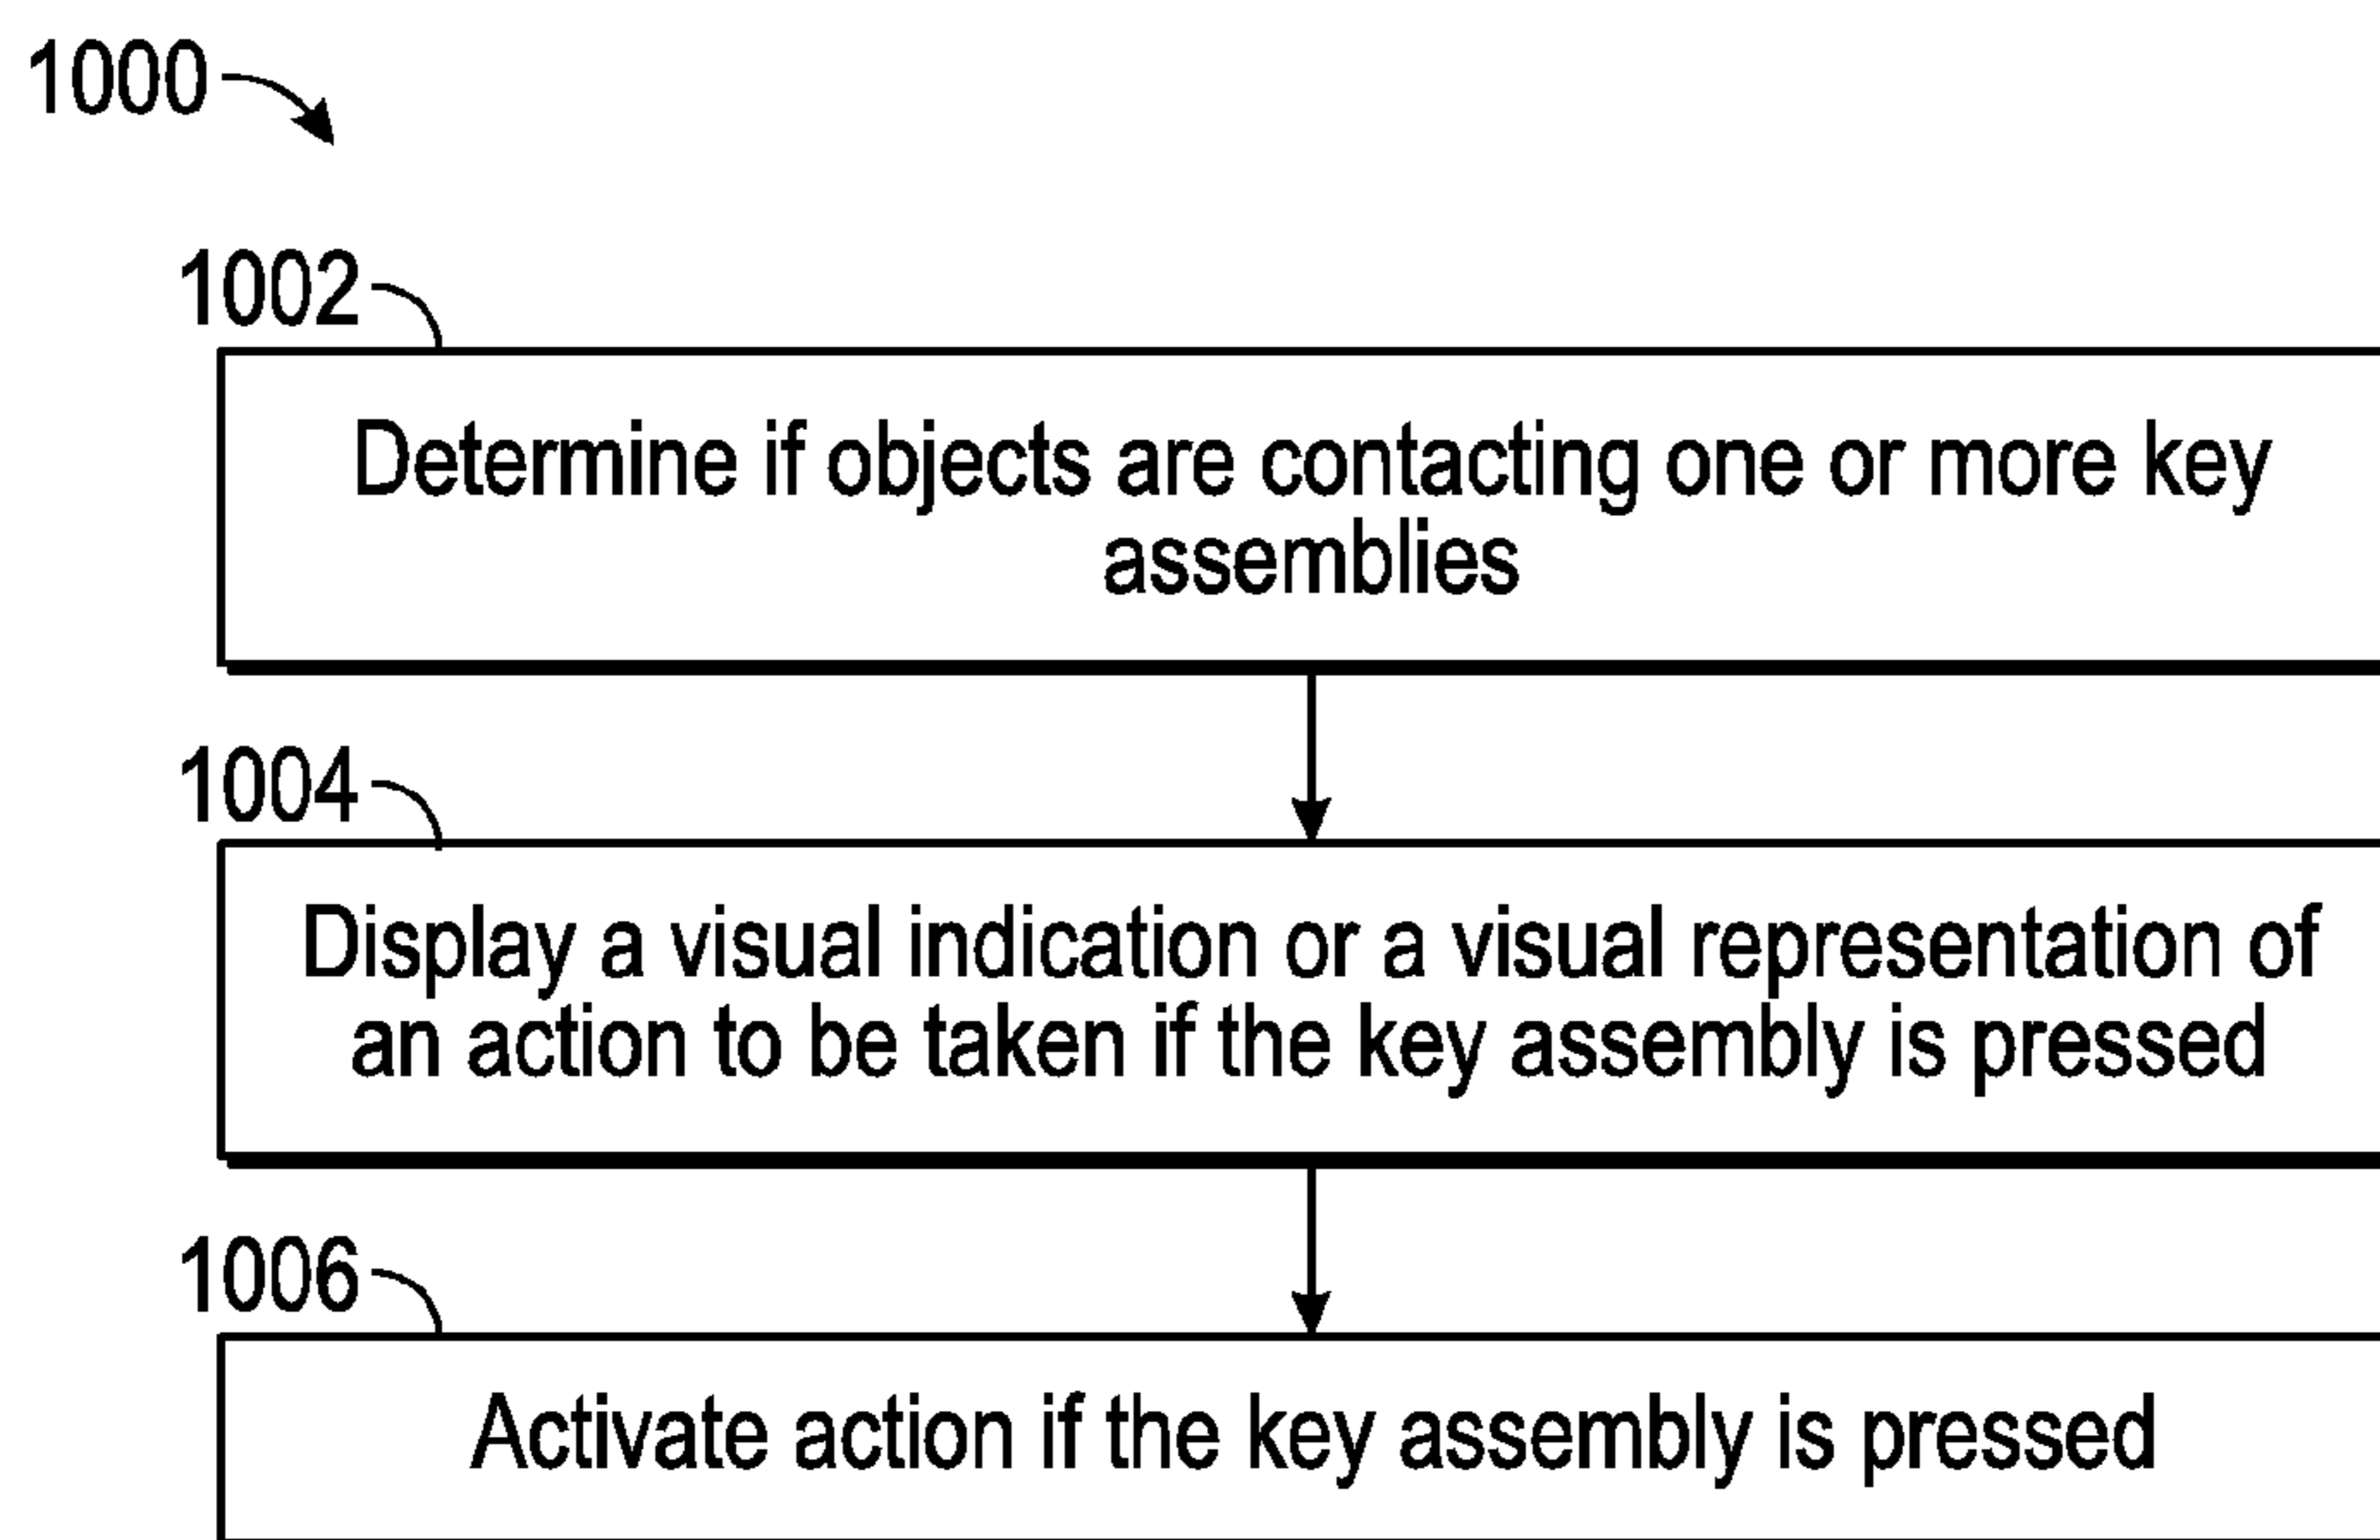 1000
1002
Determine if objects are contacting one or more key
assemblies
1004
Display a visual indication or a visual representation of
an action to be taken if the key assembly is pressed
1006
Activate action if the key assembly is pressed